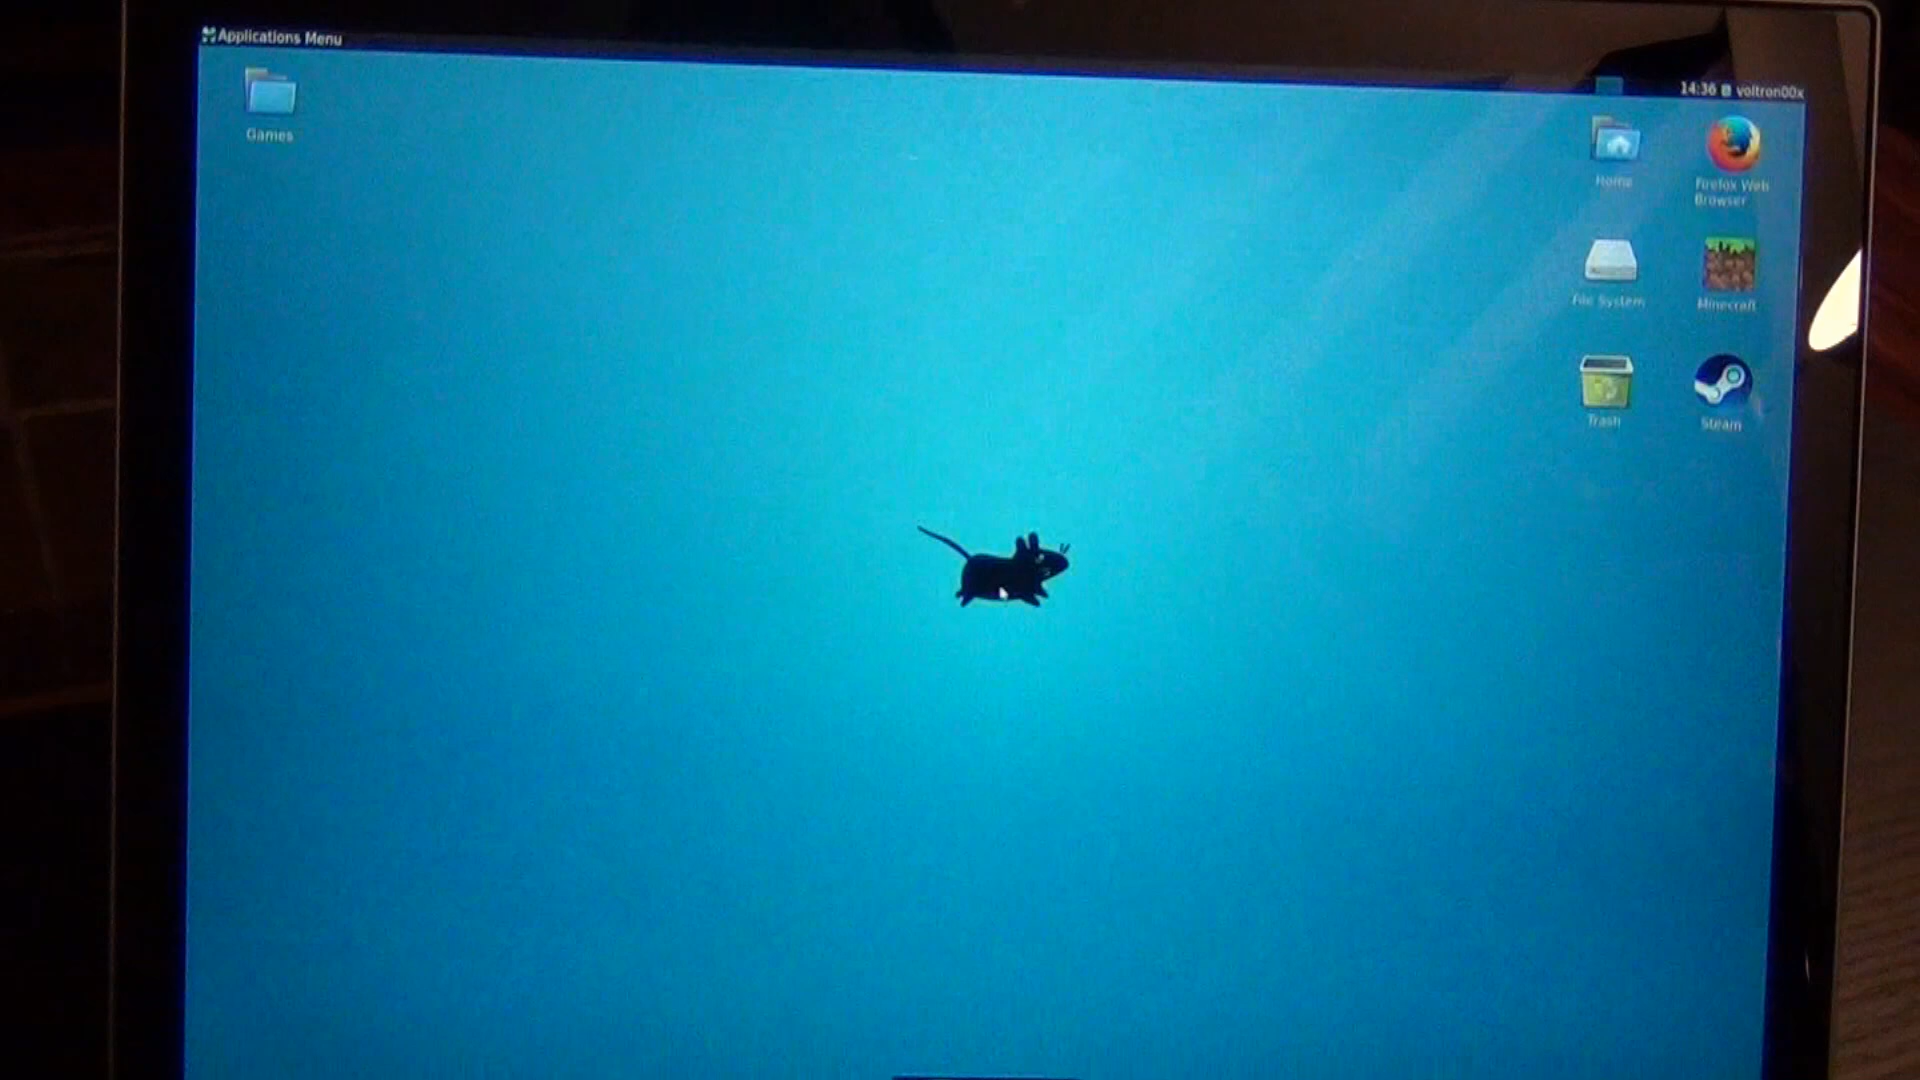 Applications Menu
14:36 voltron00x
Games
Home
Firefox Web
Browser
File System
Minecraft
Trash
Steam